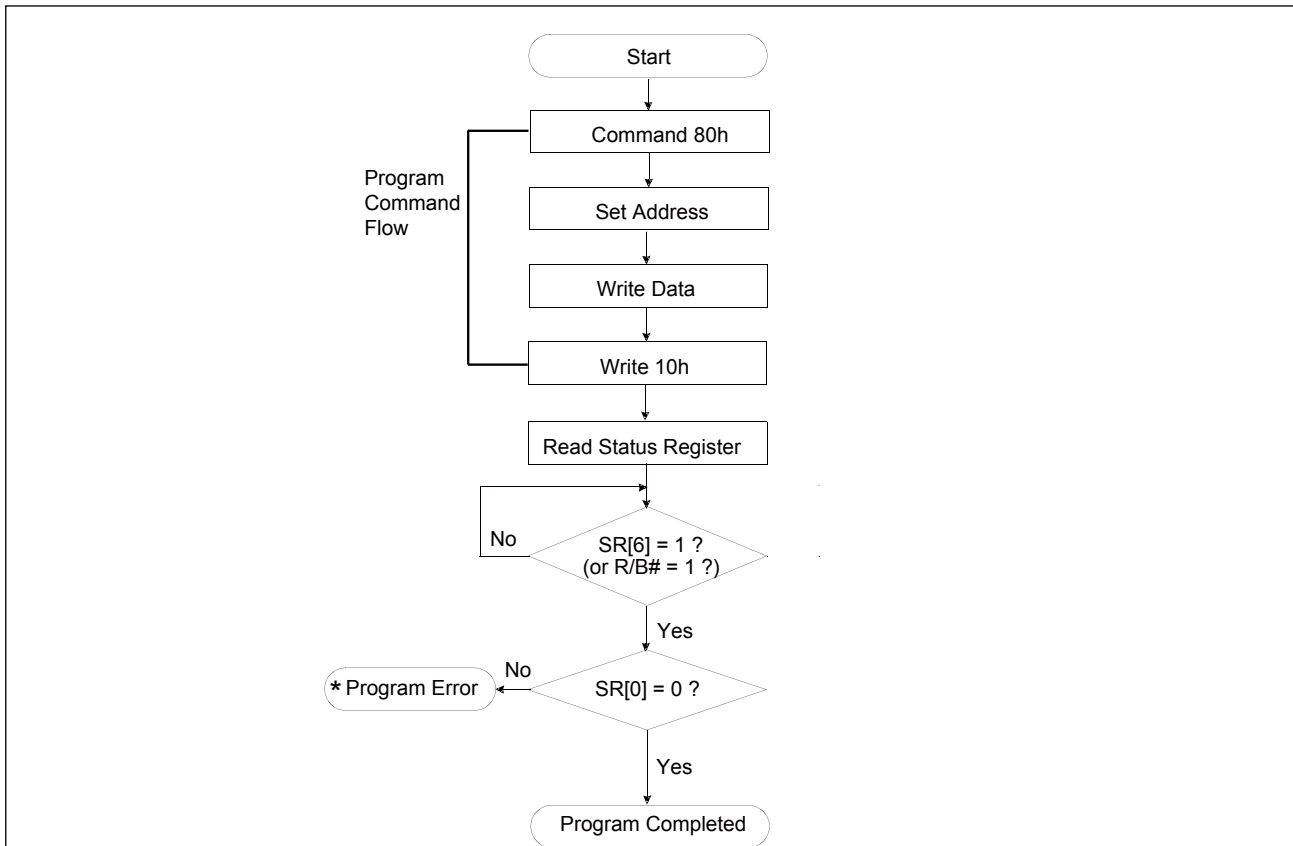 Start
Command 80h
Program
Command
Flow
Set Address
Write Data
Write 10h
Read Status Register
No
SR[6] = 1 ?
(or R/B# = 1 ?)
Yes
No
* Program Error
SR[0] = 0 ?
Yes
Program Completed